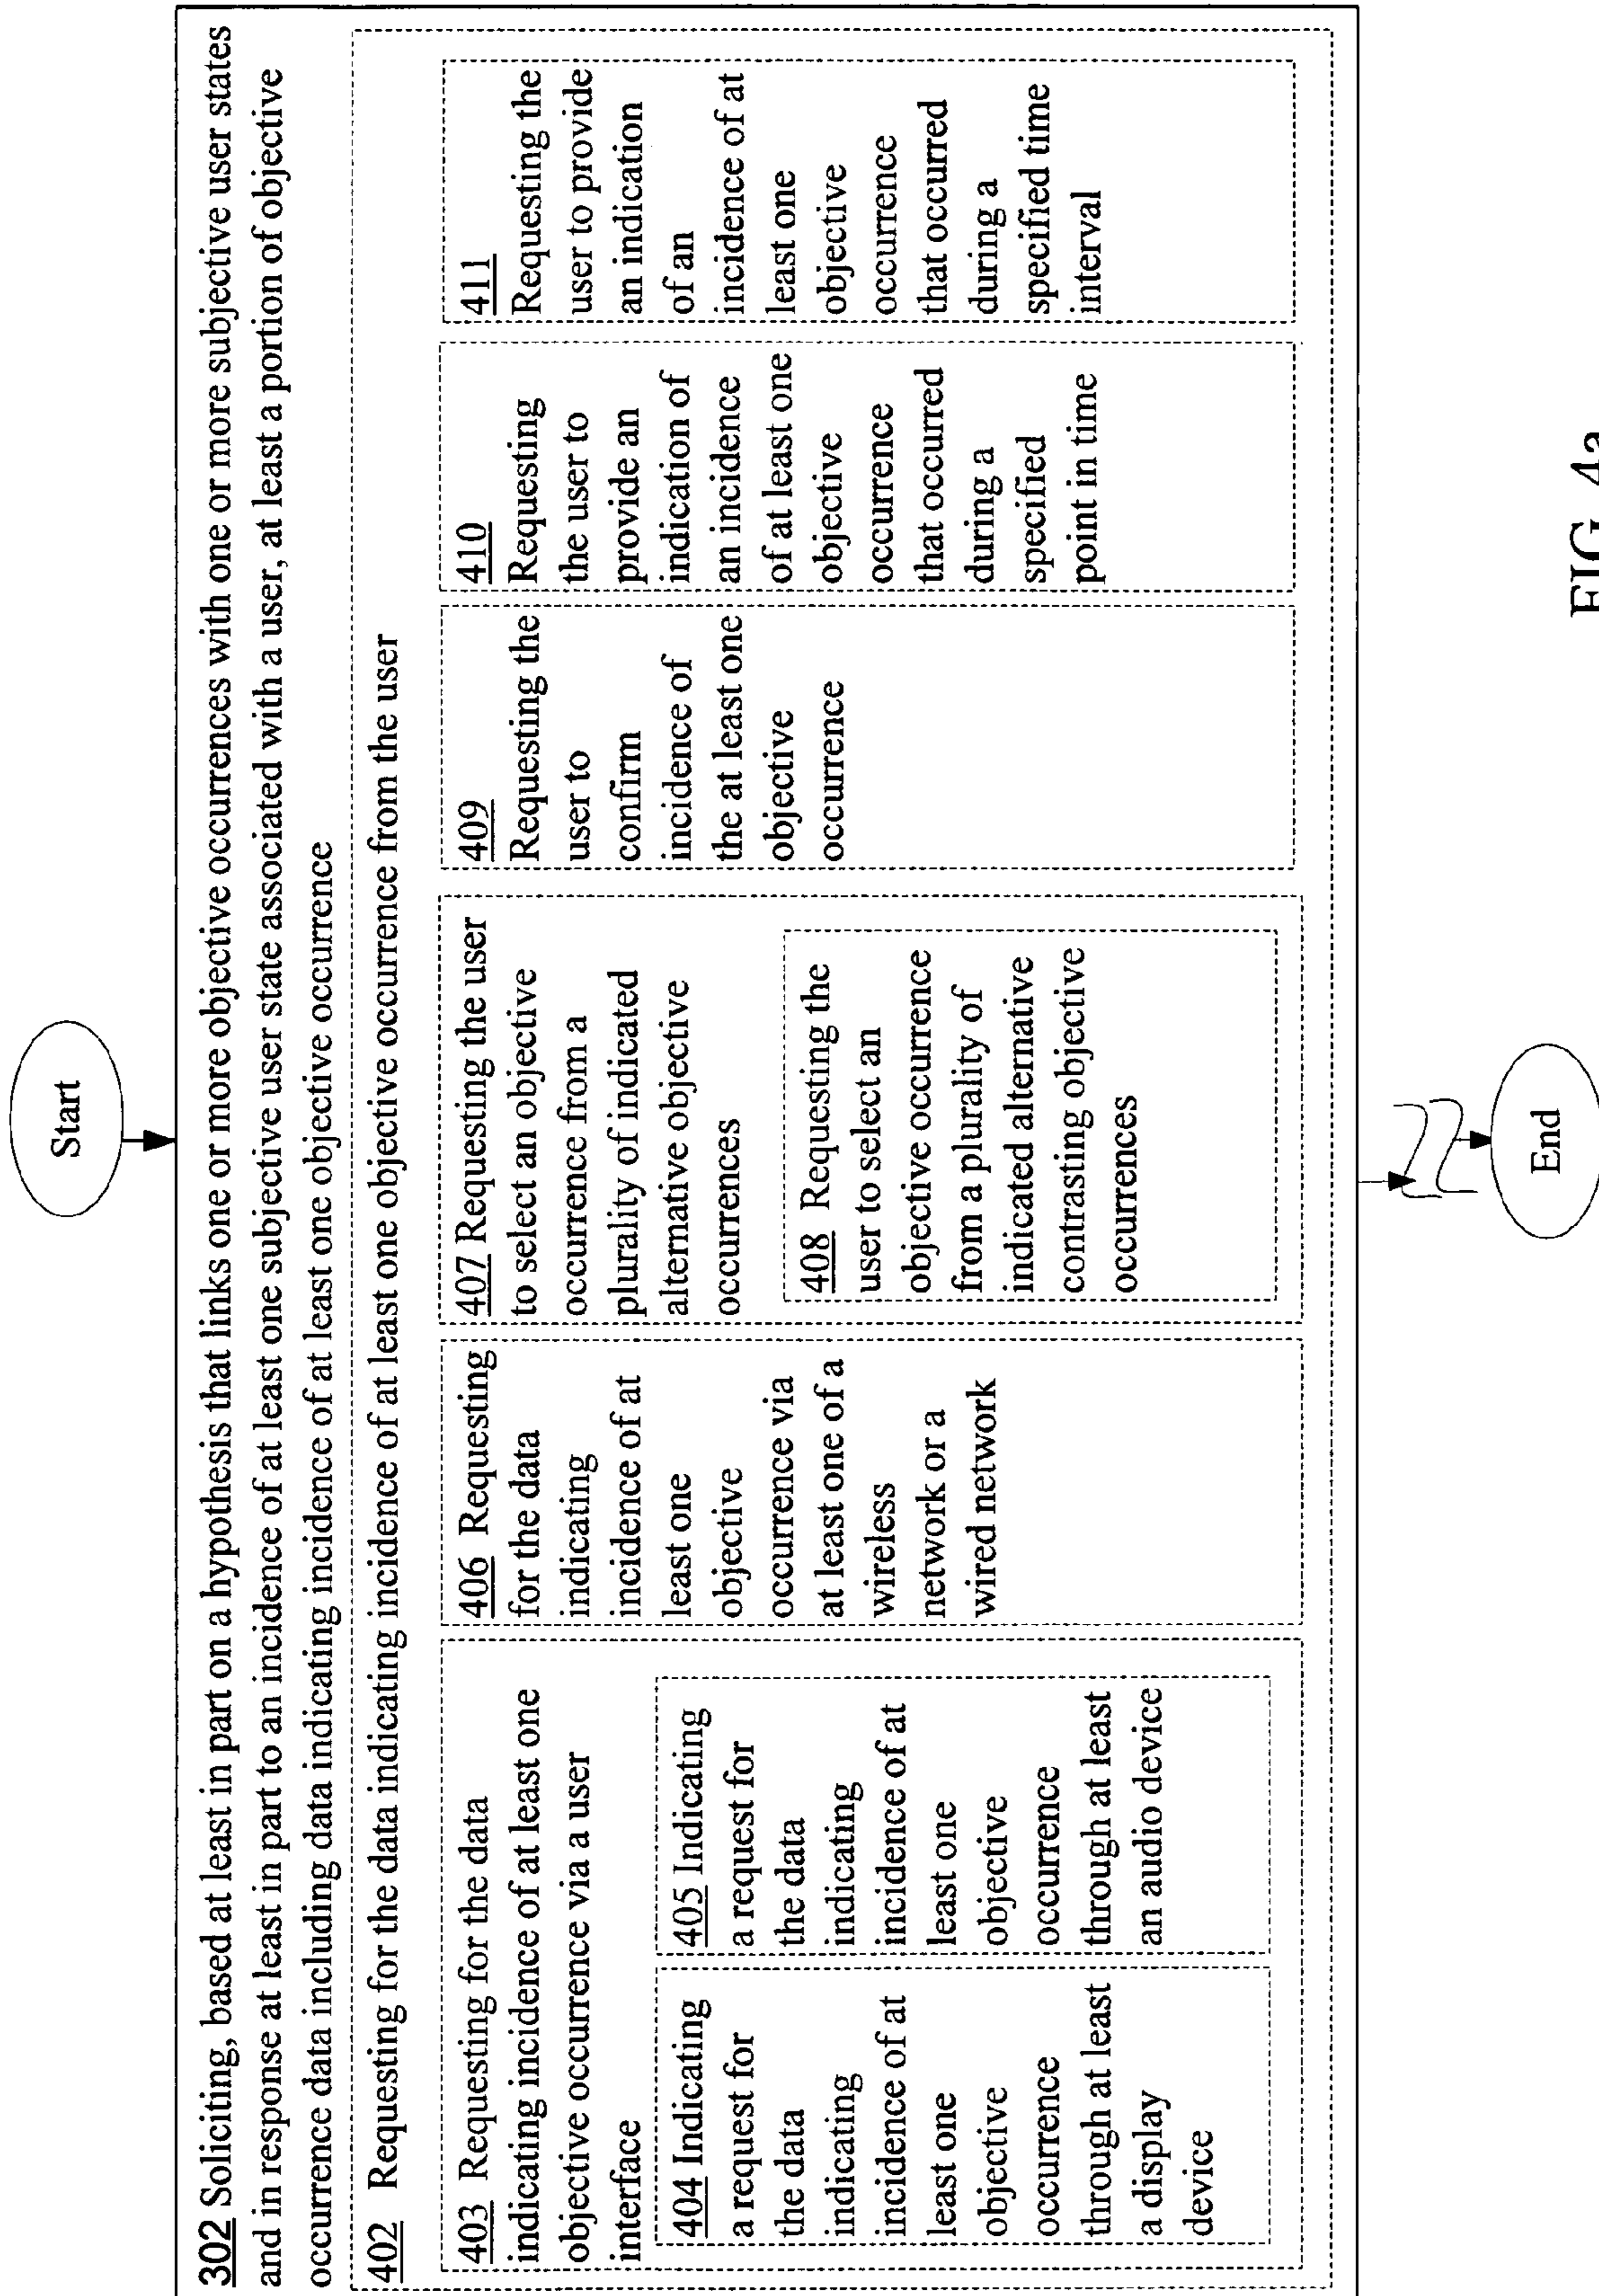 Start
302 Soliciting, based at least in part on a hypothesis that links one or more objective occurrences with one or more subjective user states
and in response at least in part to an incidence of at least one subjective user state associated with a user, at least a portion of objective
occurrence data including data indicating incidence of at least one objective occurrence
402 Requesting for the data indicating incidence of at least one objective occurrence from the user
403 Requesting for the data
indicating incidence of at least one
objective occurrence via a user
interface
404 Indicating
a request for
the data
indicating
incidence of at
least one
objective
occurrence
through at least
a display
device
405 Indicating
a request for
the data
indicating
incidence of at
least one
objective
occurrence
through at least
an audio device
406 Requesting
for the data
indicating
incidence of at
least one
objective
occurrence via
at least one of a
wireless
network or a
wired network
407 Requesting the user
to select an objective
occurrence from a
plurality of indicated
alternative objective
occurrences
408 Requesting the
user to select an
objective occurrence
from a plurality of
indicated alternative
contrasting objective
occurrences
409
Requesting the
user to
confirm
incidence of
the at least one
objective
occurrence
410
Requesting
the user to
provide an
indication of
an incidence
of at least one
objective
occurrence
that occurred
during a
specified
point in time
411
Requesting the
user to provide
an indication
of an
incidence of at
least one
objective
occurrence
that occurred
during a
specified time
interval
End
FIG. 4a